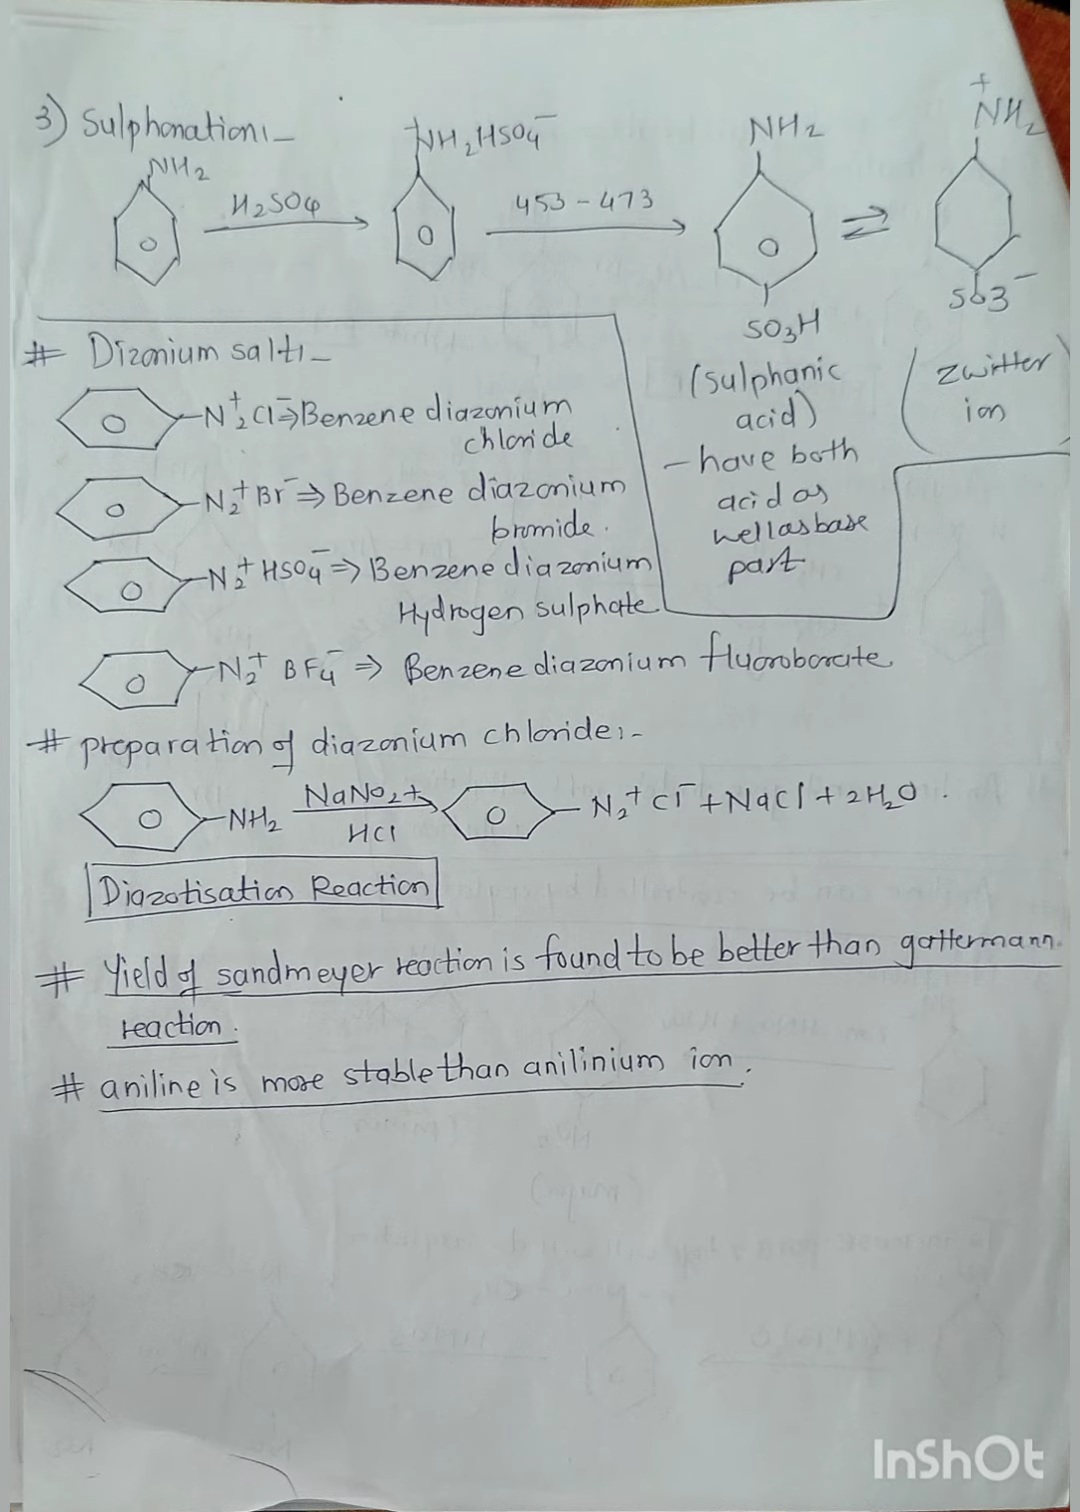 3) Sulphonation:-
NH2 H2SO4 +NH2HSO4- 453-473 NH2 ⇌ +NH2
SO3H SO3-
(sulphanic acid)
- have both acid as well as base part
(zwitter ion)
# Dizonium salt:-
-N2+Cl- ⇒ Benzene diazonium
chloride
-N2+Br- ⇒ Benzene diazonium
bromide.
-N2+ HSO4- ⇒ Benzene diazonium
Hydrogen sulphate
-N2+ BF4- ⇒ Benzene diazonium fluoroborate
# preparation of diazonium chloride:-
-NH2 NaNO2+ HCl -N2+Cl- + NaCl + 2H2O.
Diazotisation Reaction
# Yield of sandmeyer reaction is found to be better than gattermann
reaction.
# aniline is more stable than anilinium ion.
InShOt